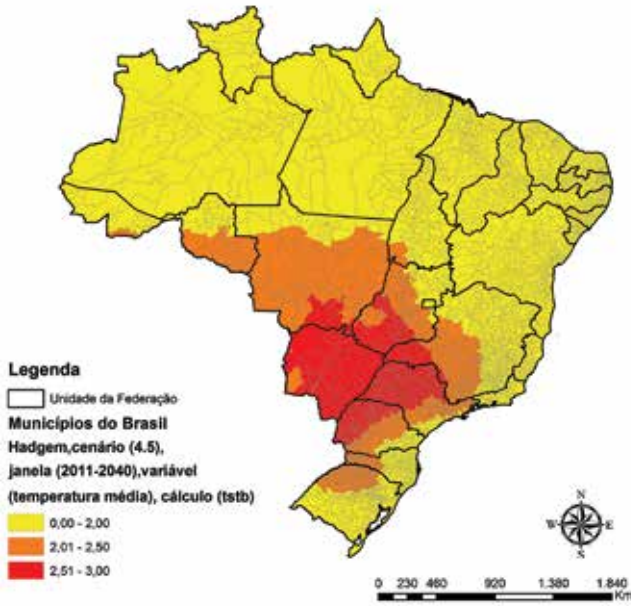 Legenda
Unidade da Federação
Municípios do Brasil
Hadgem,cenário (4.5),
janela (2011-2040),variável
(temperatura média), cálculo (tstb)
0,00 - 2,00
2,01 - 2,50
2,51 - 3,00
N
W E
S
0 230 460 920 1.380 1.840
Km